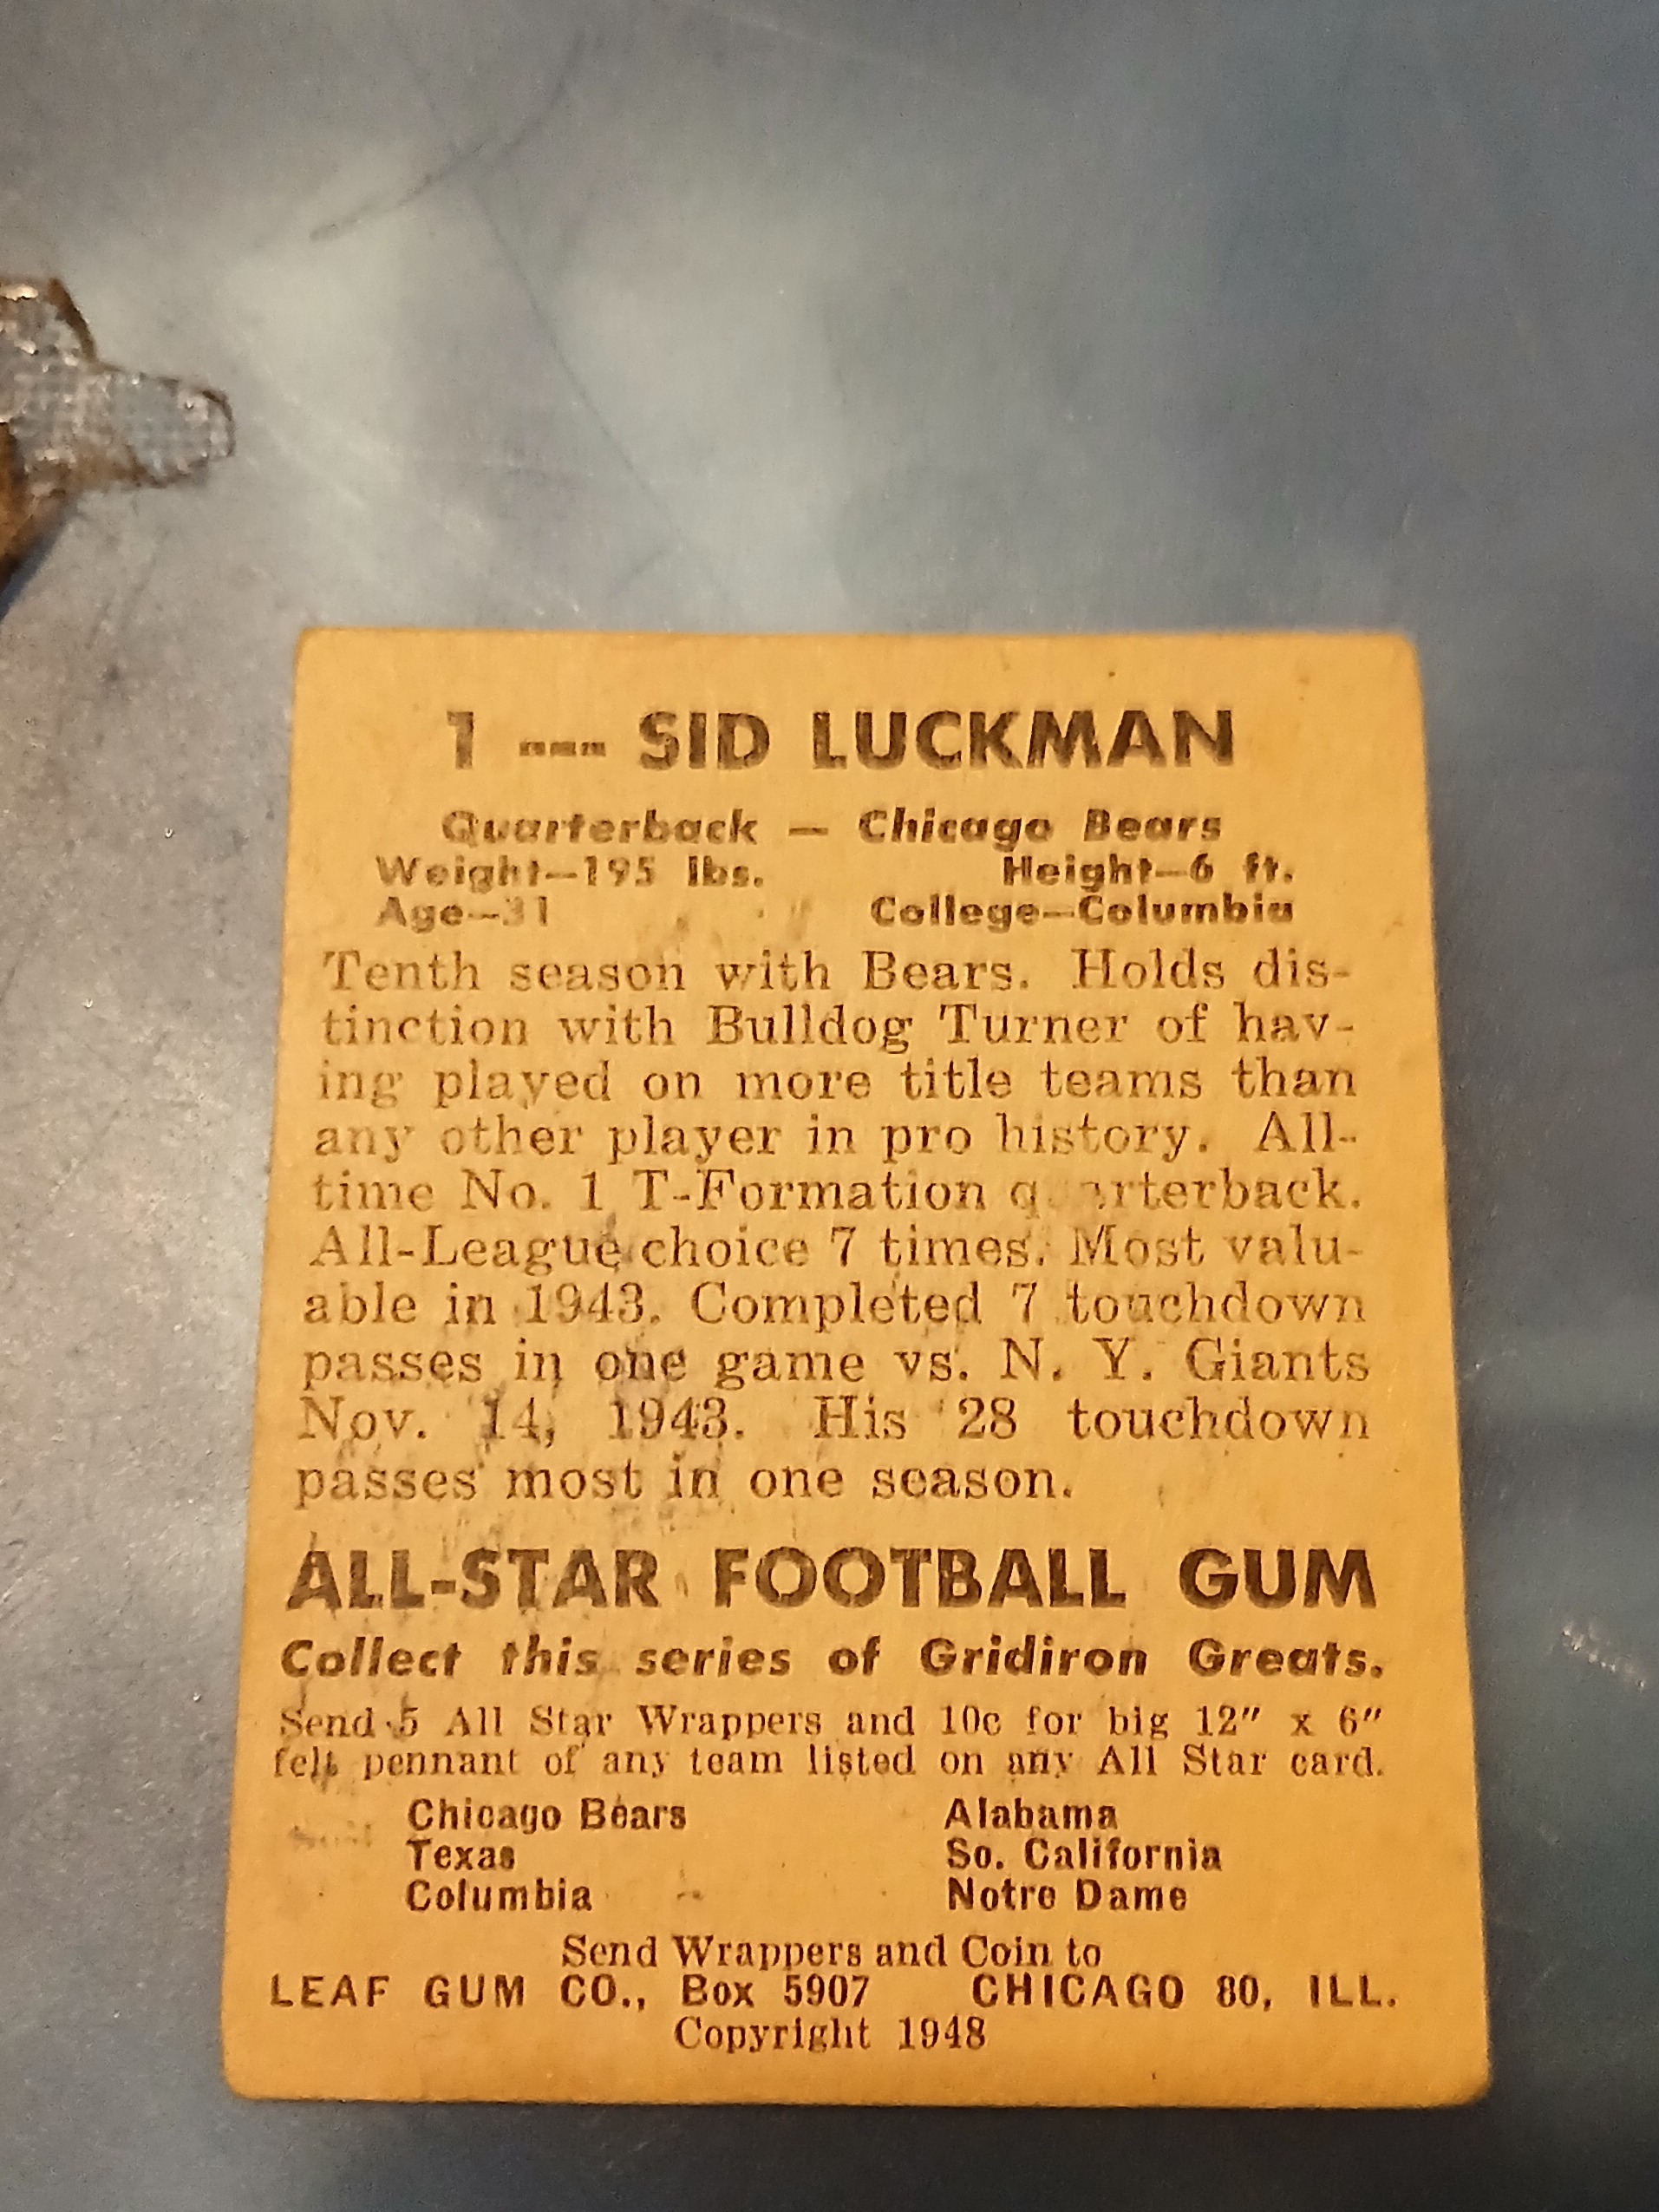 1 --- SID LUCKMAN
Quarterback — Chicago Bears
Weight—195 lbs. Height—6 ft.
Age—31 College—Columbia
Tenth season with Bears. Holds dis-
tinction with Bulldog Turner of hav-
ing played on more title teams than
any other player in pro history. All-
time No. 1 T-Formation q arterback.
All-League choice 7 times. Most valu-
able in 1943. Completed 7 touchdown
passes in one game vs. N. Y. Giants
Nov. 14, 1943. His 28 touchdown
passes most in one season.
ALL-STAR FOOTBALL GUM
Collect this series of Gridiron Greats.
Send 5 All Star Wrappers and 10c for big 12" x 6"
felt pennant of any team listed on any All Star card.
Chicago Bears Alabama
Texas So. California
Columbia Notre Dame
Send Wrappers and Coin to
LEAF GUM CO., Box 5907 CHICAGO 80, ILL.
Copyright 1948